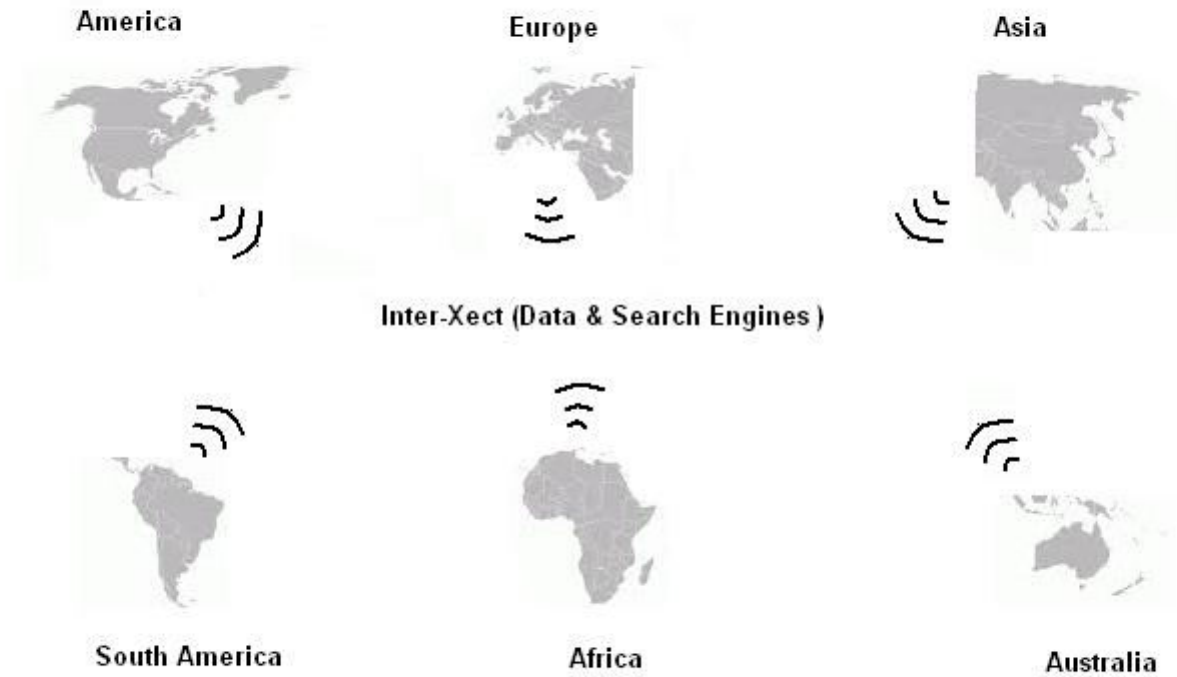 America
Europe
Asia
Inter-Xect (Data & Search Engines )
South America
Africa
Australia